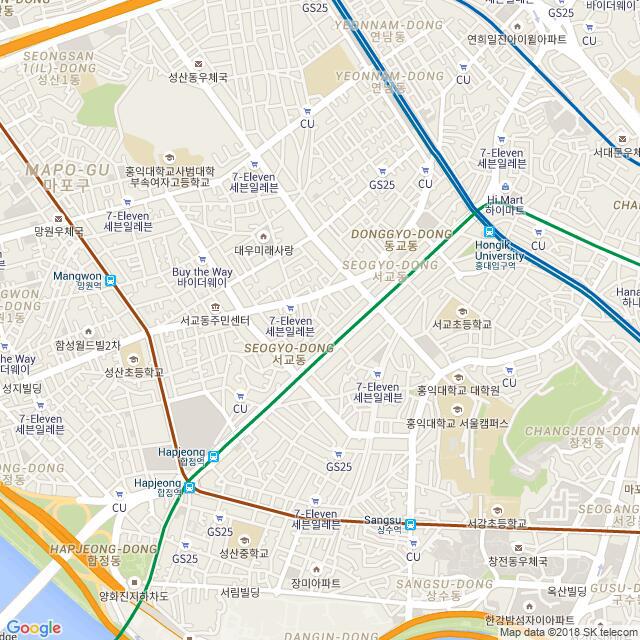 GS25
YEONNAM-DONG
연남동
연희일진아이윌아파트
CU
GS25
바이더웨이
SEONGSAN
1(IL)-DONG
성산1동
성산동우체국
YEONNAM-DONG
연남동
CU
CU
7-Eleven
세븐일레븐
서대문우체
MAPO-GU
마포구
홍익대학교사범대학
부속여자고등학교
7-Eleven
세븐일레븐
GS25
CU
Hi Mart
하이마트
7-Eleven
세븐일레븐
망원우체국
대우미래사랑
DONGGYO-DONG
동교동
CU
Hongik
University
홍대입구역
SEOGYO-DONG
서교동
Mangwon
망원역
Buy the Way
바이더웨이
서교동주민센터
7-Eleven
세븐일레븐
서교초등학교
함성월드빌2차
SEOGYO-DONG
서교동
성산초등학교
성지빌딩
CU
7-Eleven
세븐일레븐
홍익대학교 대학원
CU
홍익대학교 서울캠퍼스
7-Eleven
세븐일레븐
CHANGJEON-DONG
창전동
Hapjeong
합정역
GS25
Hapjeong
합정역
CU
GS25
7-Eleven
세븐일레븐
Sangsu
상수역
서강초등학교
HAPJEONG-DONG
합정동
GS25
성산중학교
CU
창전동우체국
양화진지하차도
서림빌딩
장미아파트
SANGSU-DONG
상수동
옥산빌딩
한강밤섬자이아파트
DANGIN-DONG
Google
Map data ©2018 SK telecom